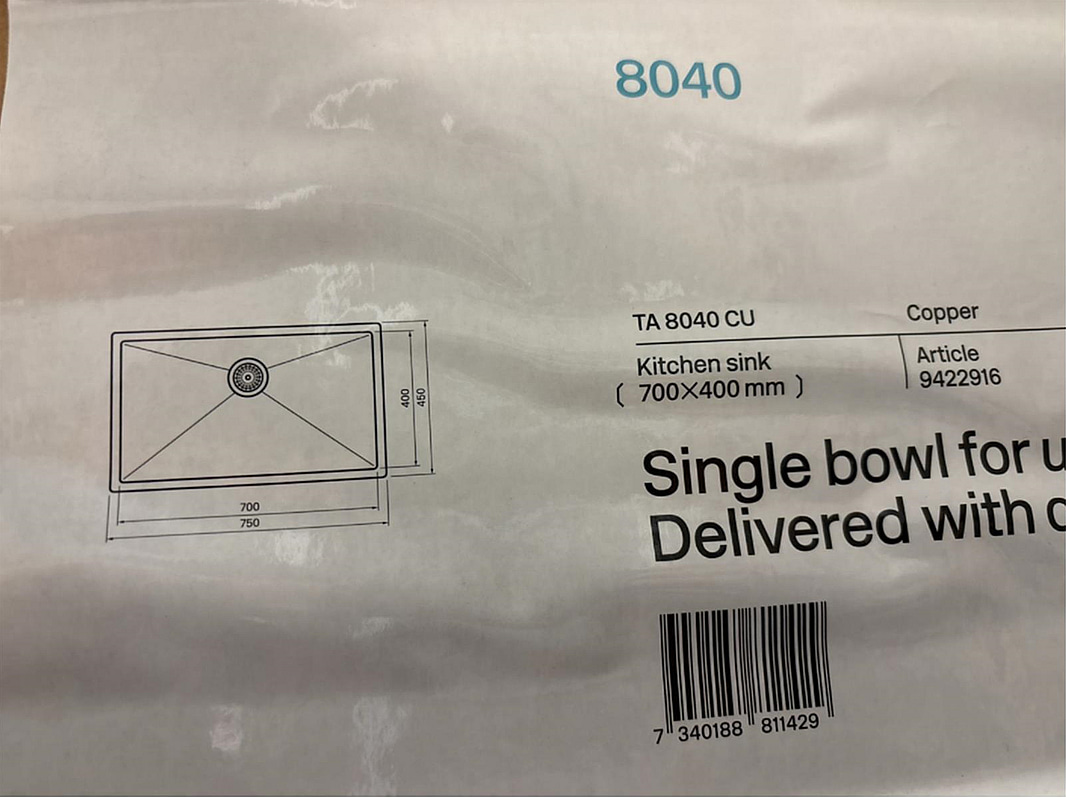 8040
TA 8040 CU
Copper
Kitchen sink
( 700×400 mm )
Article
9422916
400
450
700
750
Single bowl for u
Delivered with
7 340188 811429